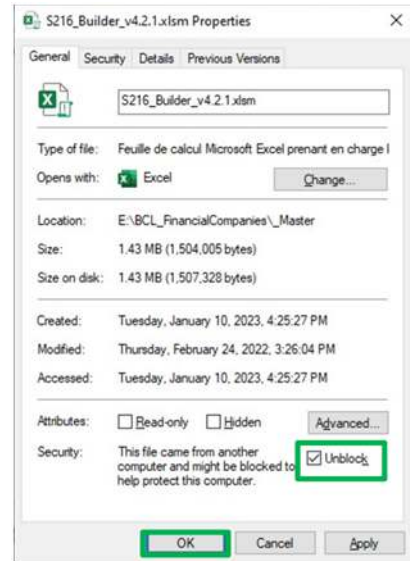 S216_Builder_v4.2.1.xlsm Properties
General Security Details Previous Versions
S216_Builder_v4.2.1.xlsm
Type of file: Feuille de calcul Microsoft Excel prenant en charge l
Opens with: Excel Change...
Location: E:\BCL_FinancialCompanies\_Master
Size: 1.43 MB (1,504,005 bytes)
Size on disk: 1.43 MB (1,507,328 bytes)
Created: Tuesday, January 10, 2023, 4:25:27 PM
Modified: Thursday, February 24, 2022, 3:26:04 PM
Accessed: Tuesday, January 10, 2023, 4:25:27 PM
Attributes: Read-only Hidden Advanced...
Security: This file came from another
computer and might be blocked to
help protect this computer.
Unblock
OK Cancel Apply